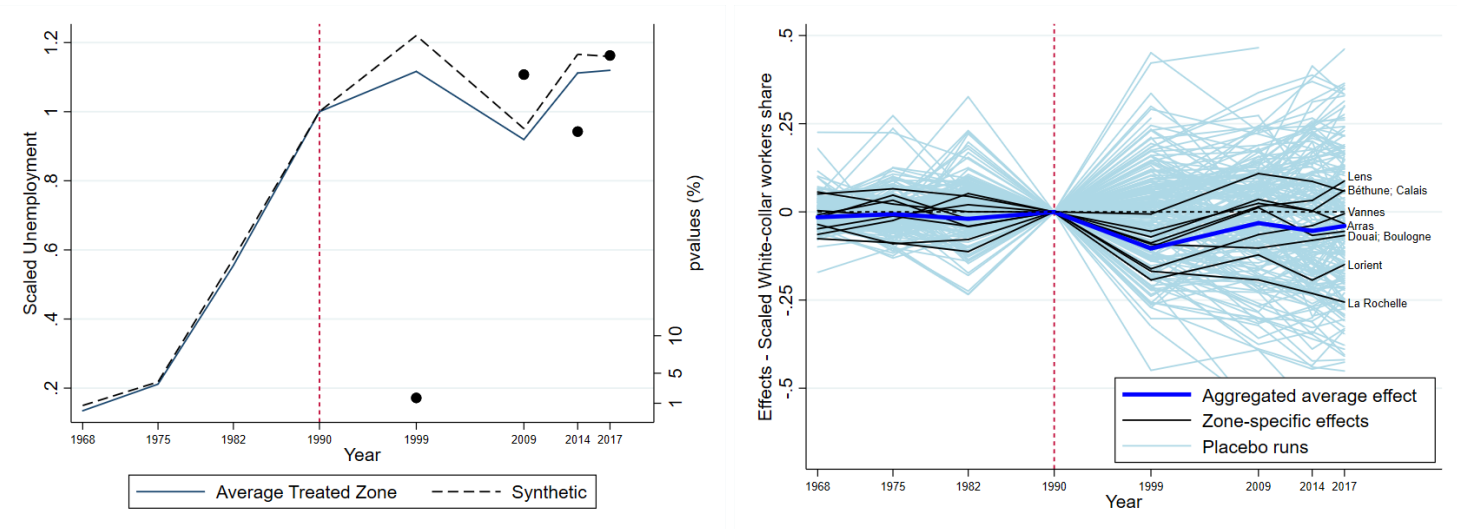 Scaled Unemployment
1.2
1
.8
.6
.4
.2
pvalues (%)
10
5
1
1968 1975 1982 1990 1999 2009 2014 2017
Year
Average Treated Zone Synthetic
Effects - Scaled White-collar workers share
.5
.25
0
-.25
-.5
Lens
Béthune; Calais
Vannes
Arras
Douai; Boulogne
Lorient
La Rochelle
Aggregated average effect
Zone-specific effects
Placebo runs
1968 1975 1982 1990 1999 2009 2014 2017
Year